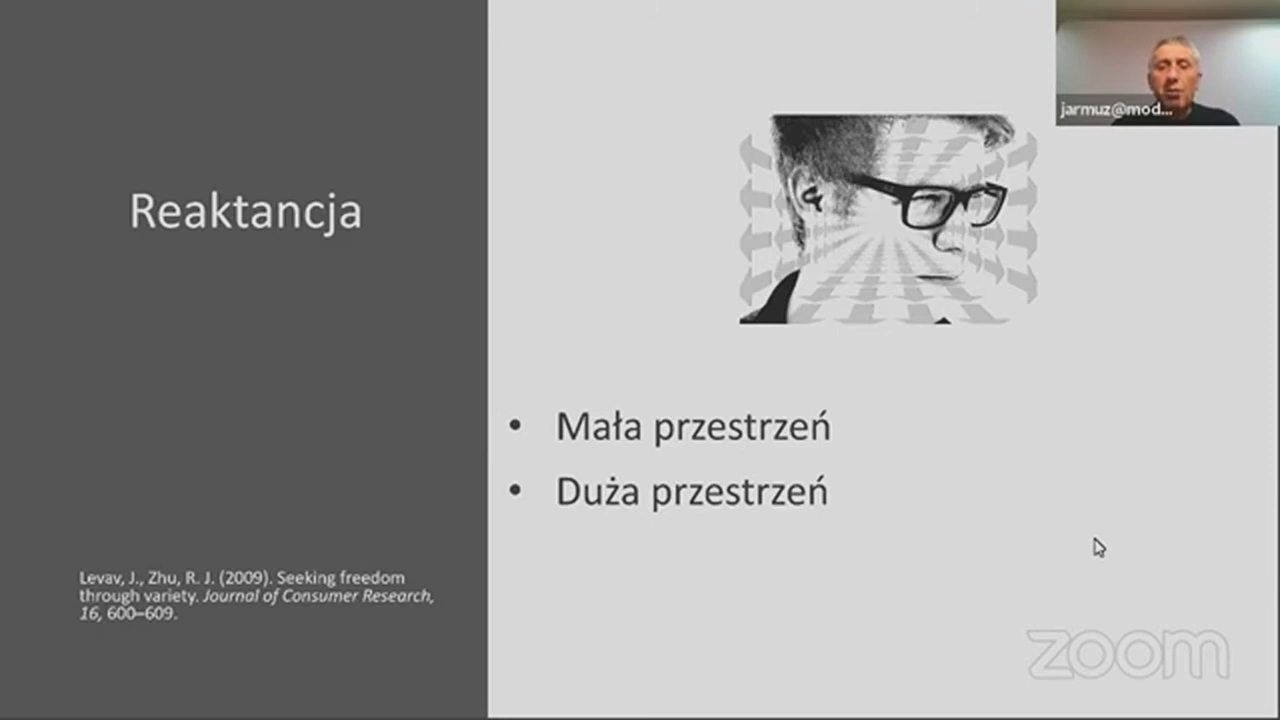 jarmuz@mod...
Reaktancja
• Mała przestrzeń
• Duża przestrzeń
Levav, J., Zhu, R. J. (2009). Seeking freedom
through variety. Journal of Consumer Research,
16, 600–609.
zoom